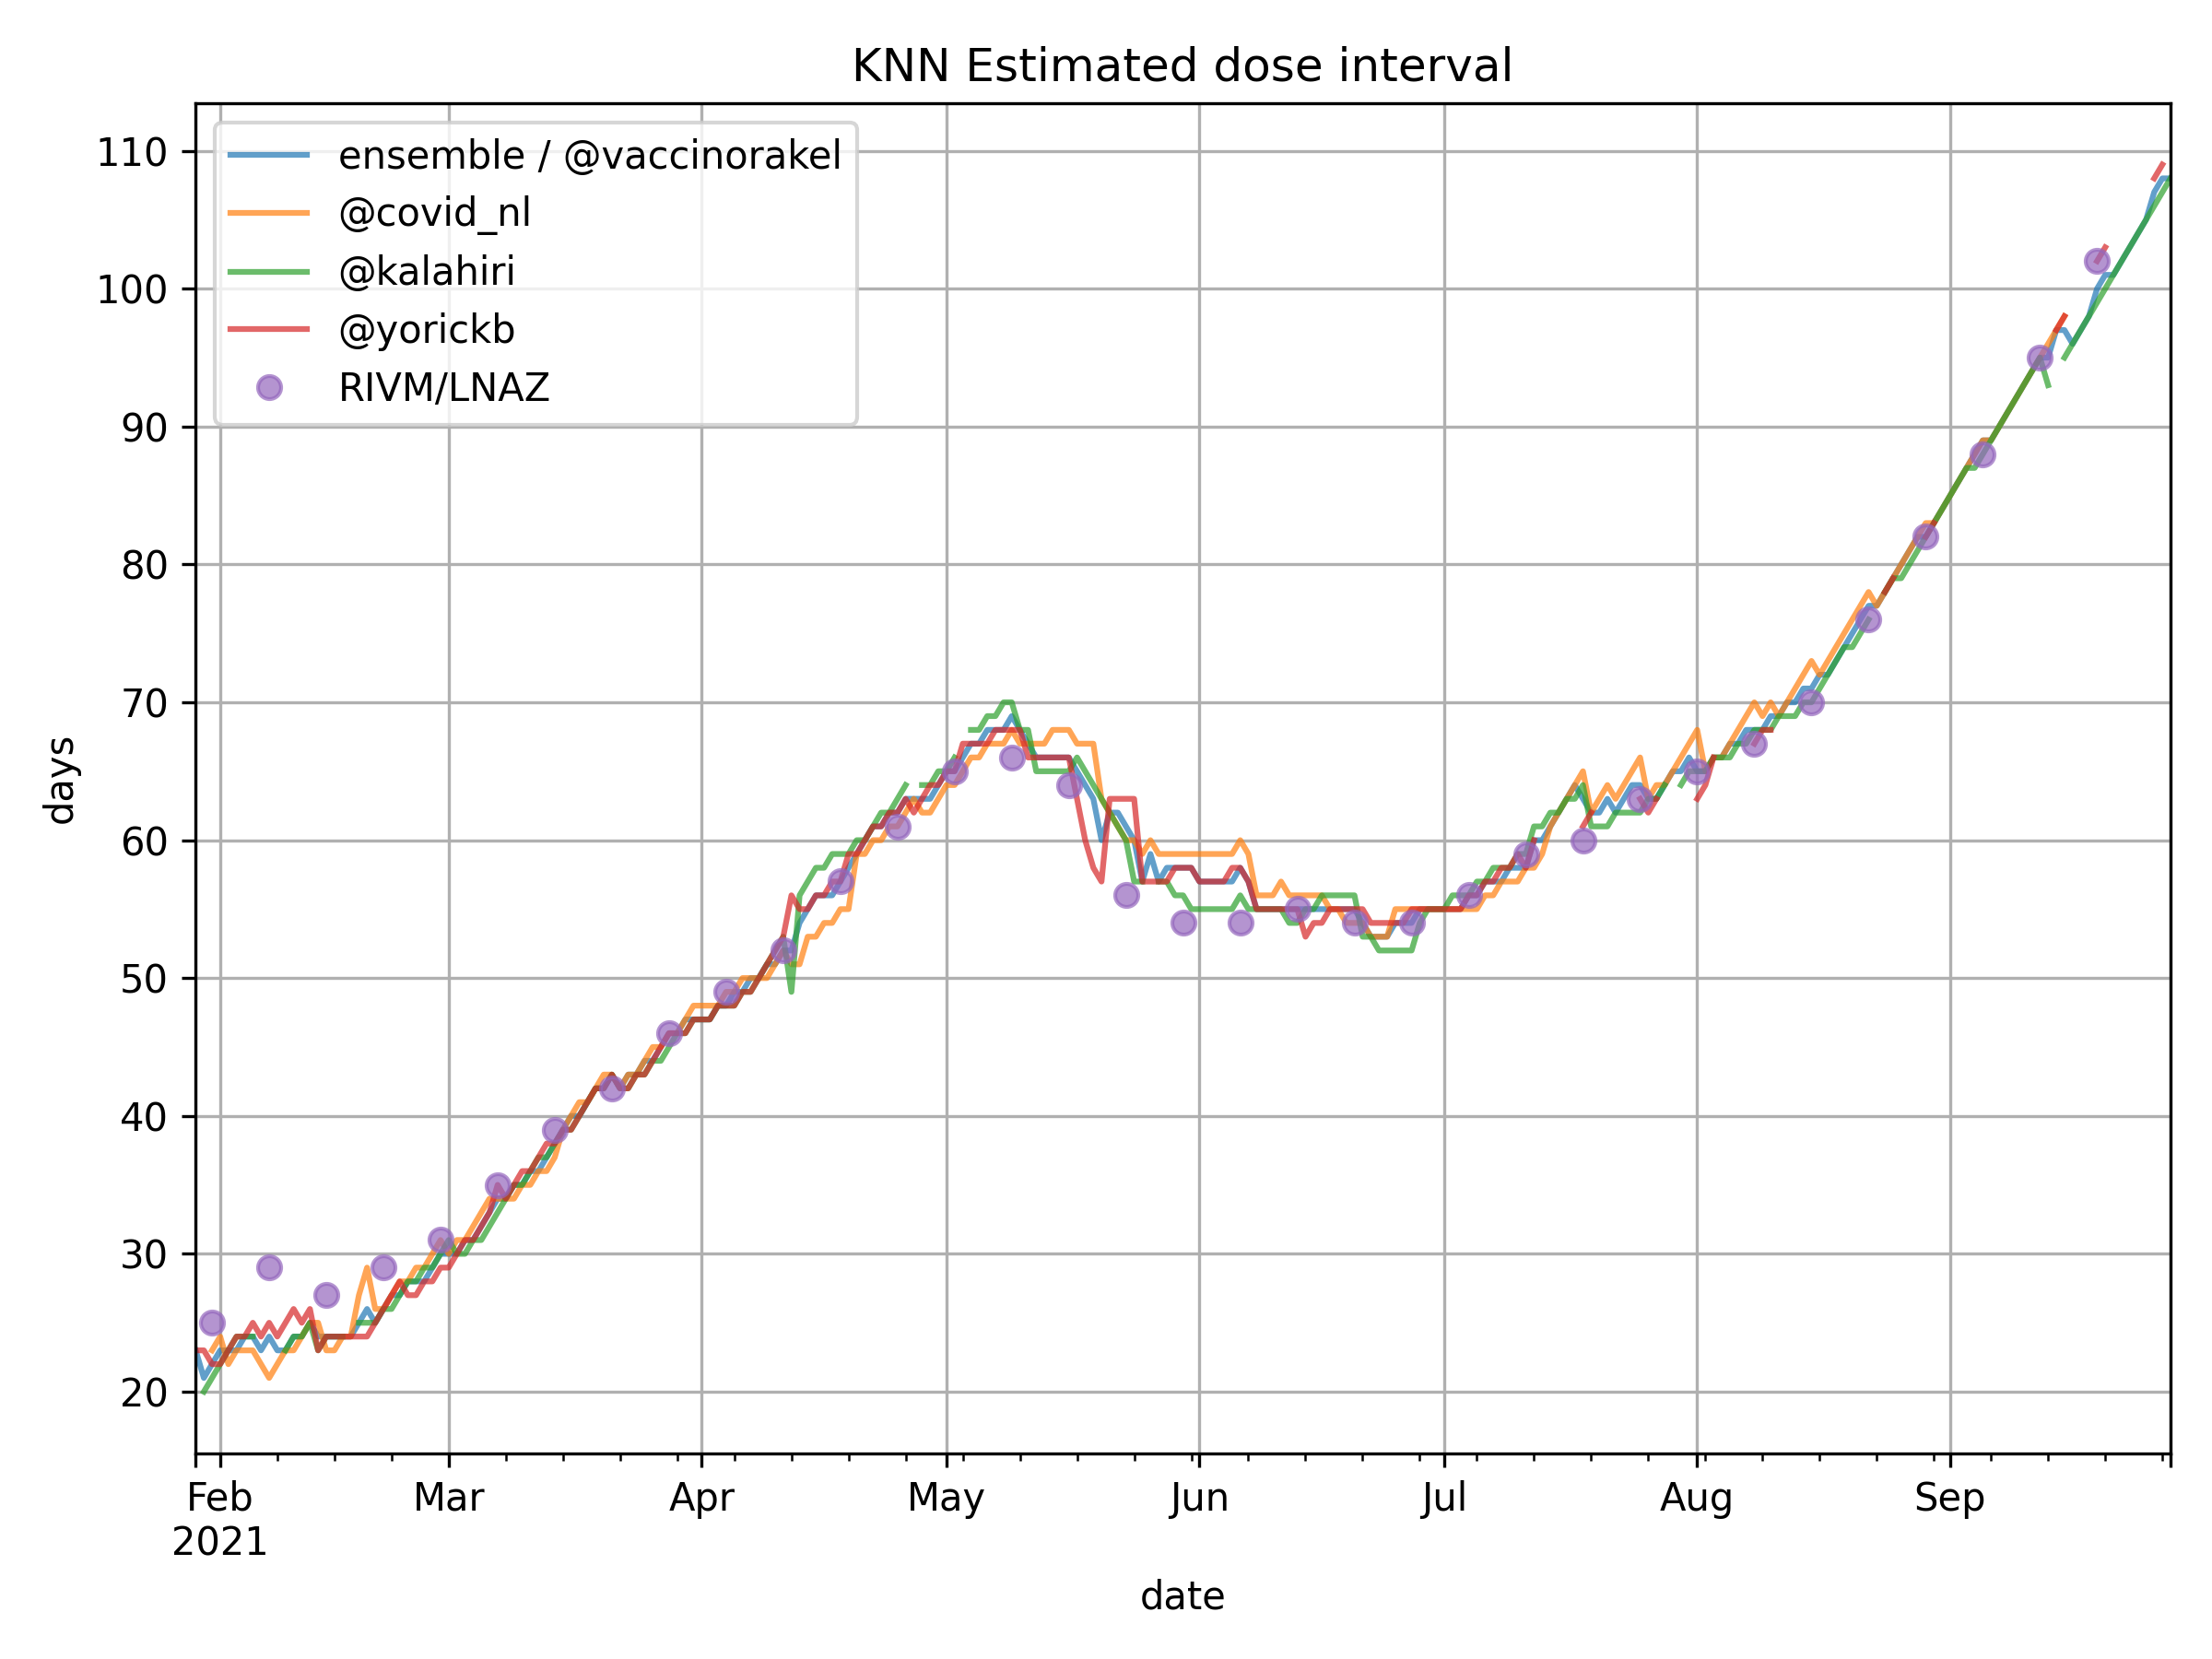 KNN Estimated dose interval
ensemble / @vaccinorakel
@covid_nl
@kalahiri
@yorickb
RIVM/LNAZ
110
100
90
80
70
60
50
40
30
20
days
Feb Mar Apr May Jun Jul Aug Sep
2021
date